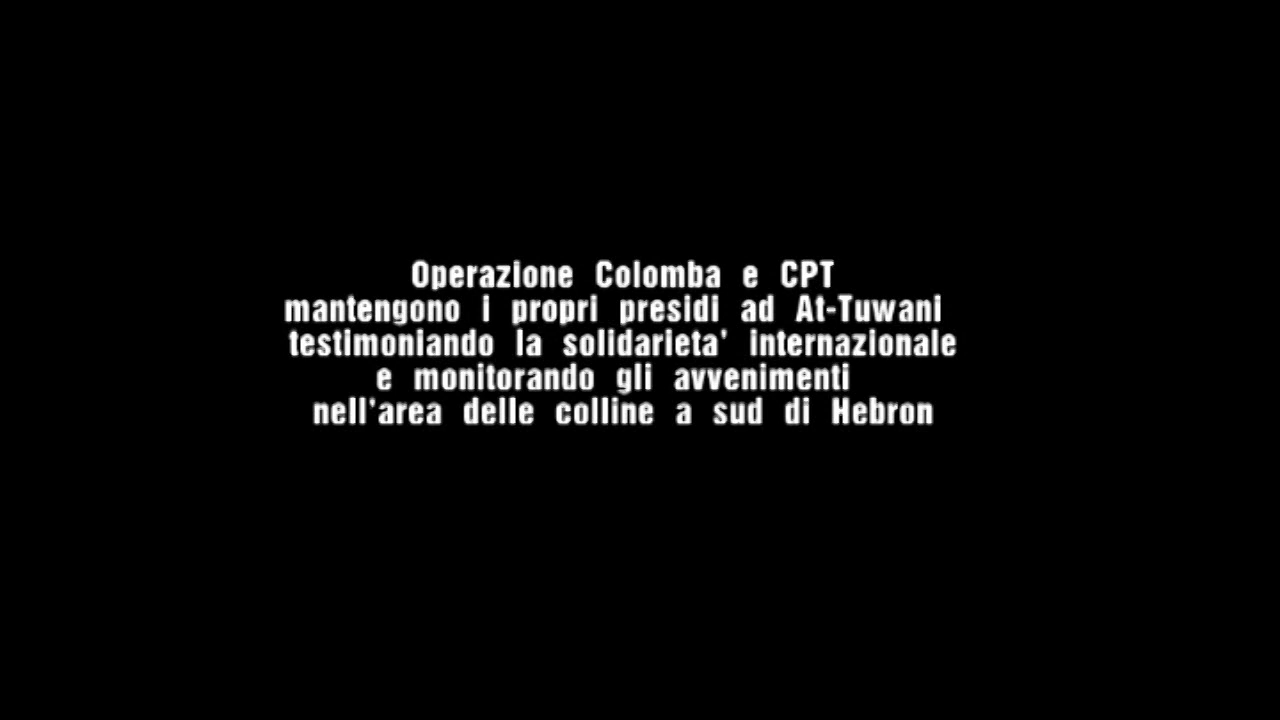 Operazione Colomba e CPT
mantengono i propri presidi ad At-Tuwani
testimoniando la solidarieta' internazionale
e monitorando gli avvenimenti
nell'area delle colline a sud di Hebron